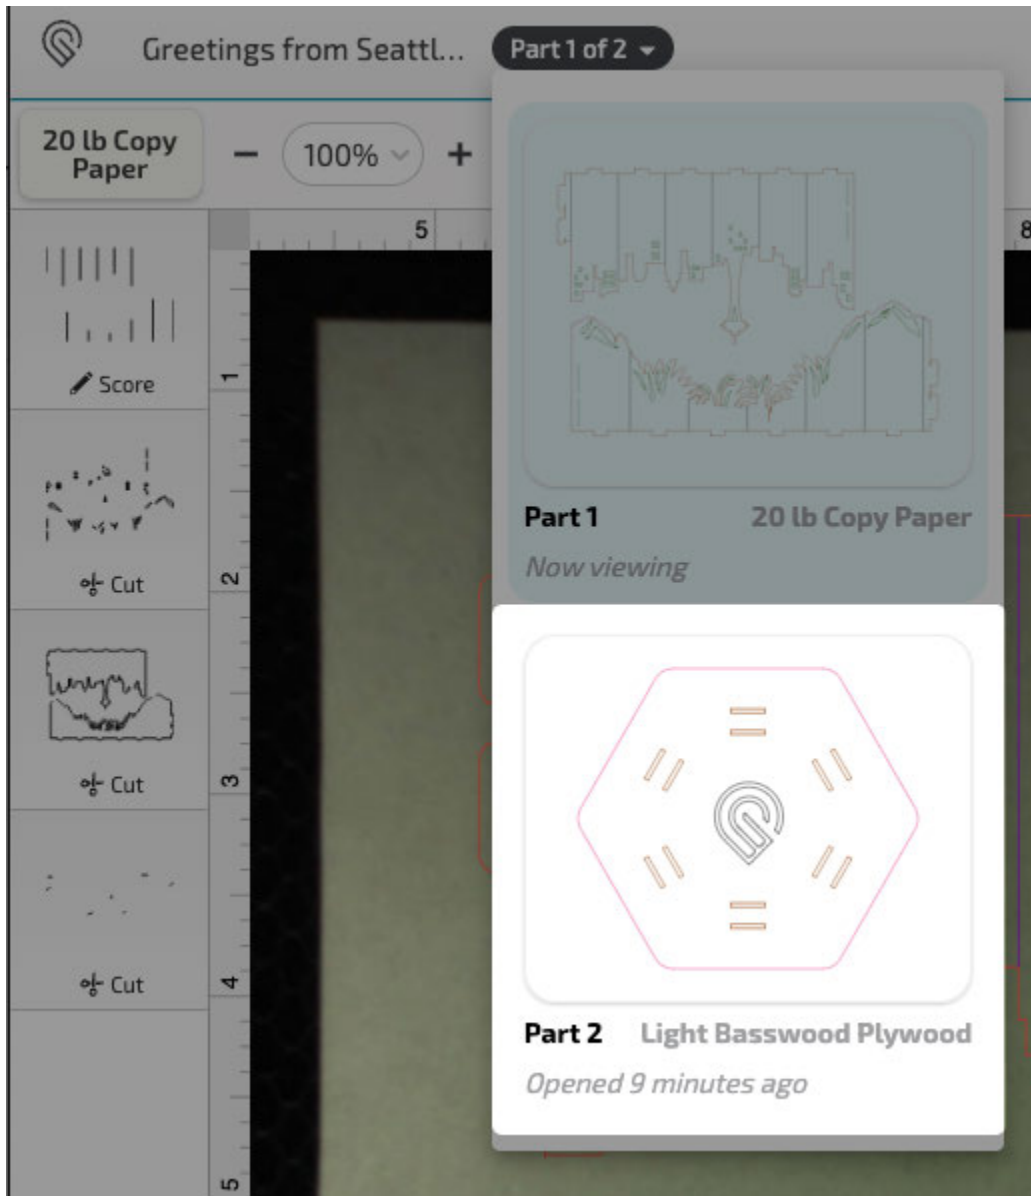 Greetings from Seattl...
Part 1 of 2
20 lb Copy
Paper
100%
5
8
Score
1
Cut
2
Part 1
20 lb Copy Paper
Now viewing
Cut
3
Cut
4
Part 2
Light Basswood Plywood
Opened 9 minutes ago
5